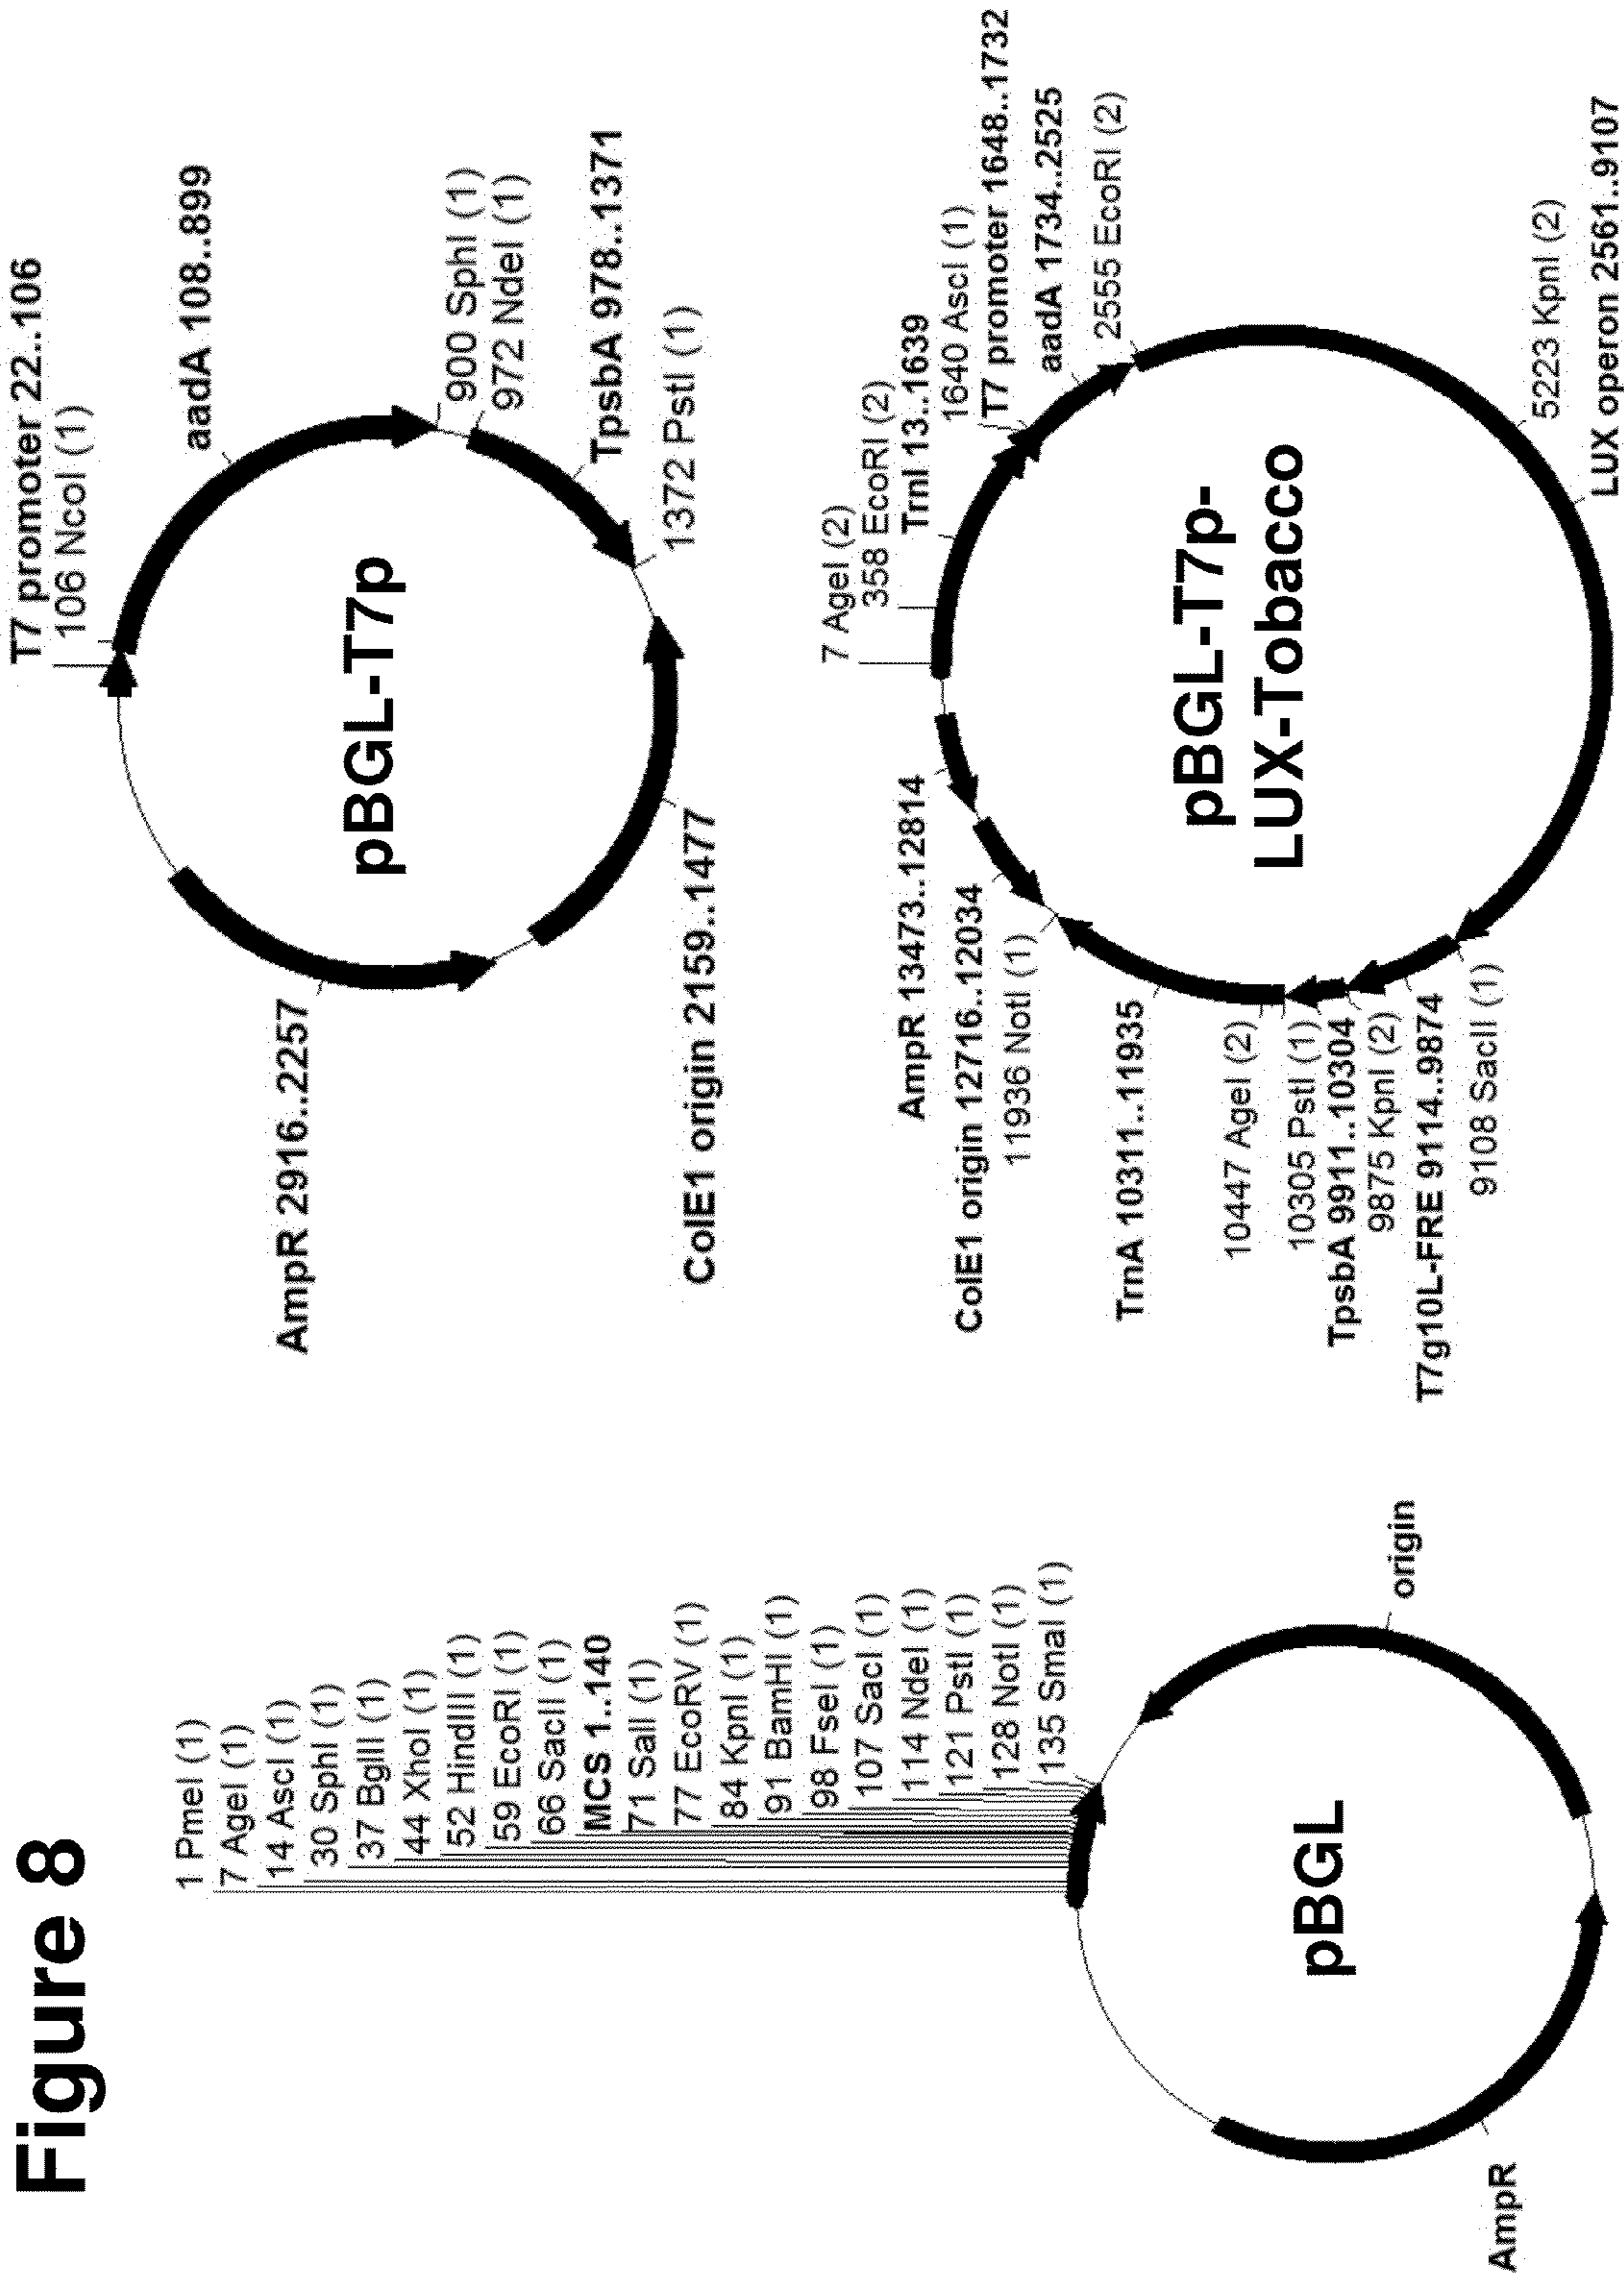 Figure 8
1 PmeI (1)
7 AgeI (1)
14 AscI (1)
30 SphI (1)
37 BglII (1)
44 XhoI (1)
52 HindIII (1)
59 EcoRI (1)
66 SacII (1)
MCS 1..140
71 SalI (1)
77 EcoRV (1)
84 KpnI (1)
91 BamHI (1)
98 FseI (1)
107 SacI (1)
114 NdeI (1)
121 PstI (1)
128 NotI (1)
135 SmaI (1)
pBGL
origin
AmpR
T7 promoter 22..106
106 NcoI (1)
aadA 108..899
900 SphI (1)
972 NdeI (1)
TpsbA 978..1371
1372 PstI (1)
pBGL-T7p
AmpR 2916..2257
ColE1 origin 2159..1477
7 AgeI (2)
358 EcoRI (2)
TrnI 13..1639
1640 AscI (1)
T7 promoter 1648..1732
aadA 1734..2525
2555 EcoRI (2)
5223 KpnI (2)
LUX operon 2561..9107
pBGL-T7p-
LUX-Tobacco
AmpR 13473..12814
ColE1 origin 12716..12034
11936 NotI (1)
TrnA 10311..11935
10447 AgeI (2)
10305 PstI (1)
TpsbA 9911..10304
9875 KpnI (2)
T7g10L-FRE 9114..9874
9108 SacII (1)